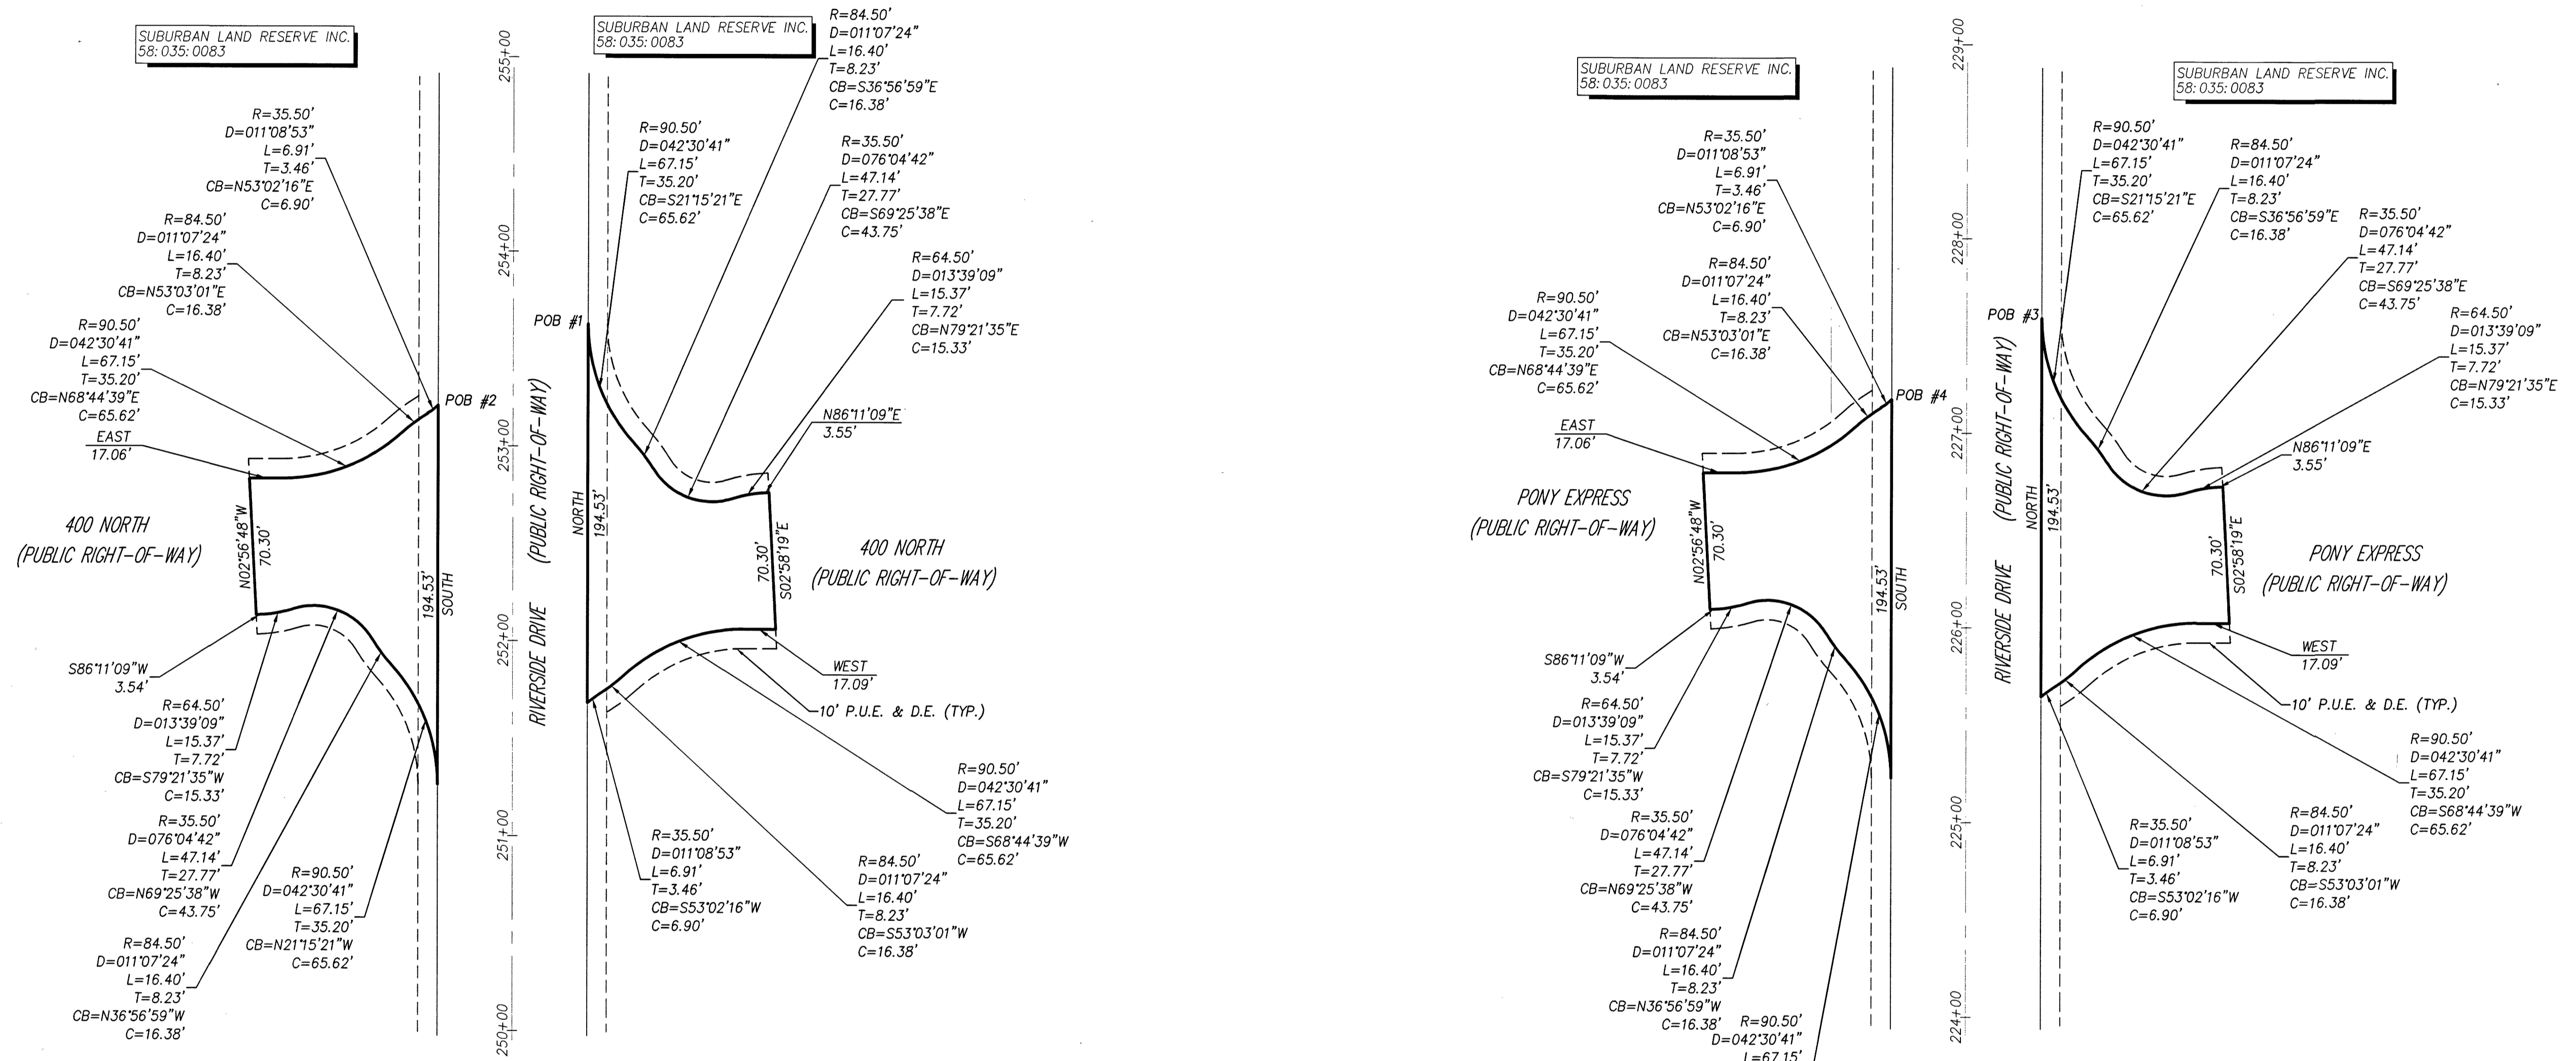 SUBURBAN LAND RESERVE INC.
58:035:0083
R=35.50'
D=011°08'53"
L=6.91'
T=3.46'
CB=N53°02'16"E
C=6.90'
R=84.50'
D=011°07'24"
L=16.40'
T=8.23'
CB=N53°03'01"E
C=16.38'
R=90.50'
D=042°30'41"
L=67.15'
T=35.20'
CB=N68°44'39"E
C=65.62'
EAST
17.06'
POB #2
400 NORTH
(PUBLIC RIGHT-OF-WAY)
N02°56'48"W
70.30'
194.53'
SOUTH
S86°11'09"W
3.54'
R=64.50'
D=013°39'09"
L=15.37'
T=7.72'
CB=S79°21'35"W
C=15.33'
R=35.50'
D=076°04'42"
L=47.14'
T=27.77'
CB=N69°25'38"W
C=43.75'
R=84.50'
D=011°07'24"
L=16.40'
T=8.23'
CB=N36°56'59"W
C=16.38'
R=90.50'
D=042°30'41"
L=67.15'
T=35.20'
CB=N21°15'21"W
C=65.62'
255+00
254+00
253+00
252+00
251+00
250+00
RIVERSIDE DRIVE (PUBLIC RIGHT-OF-WAY)
SUBURBAN LAND RESERVE INC.
58:035:0083
R=84.50'
D=011°07'24"
L=16.40'
T=8.23'
CB=S36°56'59"E
C=16.38'
R=90.50'
D=042°30'41"
L=67.15'
T=35.20'
CB=S21°15'21"E
C=65.62'
R=35.50'
D=076°04'42"
L=47.14'
T=27.77
CB=S69°25'38"E
C=43.75'
R=64.50'
D=013°39'09"
L=15.37'
T=7.72'
CB=N79°21'35"E
C=15.33'
POB #1
N86°11'09"E
3.55'
NORTH
194.53'
70.30'
S02°58'19"E
400 NORTH
(PUBLIC RIGHT-OF-WAY)
WEST
17.09'
10' P.U.E. & D.E. (TYP.)
R=90.50'
D=042°30'41"
L=67.15'
T=35.20'
CB=S68°44'39"W
C=65.62'
R=35.50'
D=011°08'53"
L=6.91'
T=3.46'
CB=S53°02'16"W
C=6.90'
R=84.50'
D=011°07'24"
L=16.40'
T=8.23'
CB=S53°03'01"W
C=16.38'
SUBURBAN LAND RESERVE INC.
58:035:0083
R=35.50'
D=011°08'53"
L=6.91'
T=3.46'
CB=N53°02'16"E
C=6.90'
R=84.50'
D=011°07'24"
L=16.40'
T=8.23'
CB=N53°03'01"E
C=16.38'
R=90.50'
D=042°30'41"
L=67.15'
T=35.20'
CB=N68°44'39"E
C=65.62'
EAST
17.06'
POB #4
PONY EXPRESS
(PUBLIC RIGHT-OF-WAY)
N02°56'48"W
70.30'
194.53'
SOUTH
S86°11'09"W
3.54'
R=64.50'
D=013°39'09"
L=15.37'
T=7.72'
CB=S79°21'35"W
C=15.33'
R=35.50'
D=076°04'42"
L=47.14'
T=27.77'
CB=N69°25'38"W
C=43.75'
R=84.50'
D=011°07'24"
L=16.40'
T=8.23'
CB=N36°56'59"W
C=16.38'
R=90.50'
D=042°30'41"
L=67.15'
229+00
228+00
227+00
226+00
225+00
224+00
RIVERSIDE DRIVE (PUBLIC RIGHT-OF-WAY)
SUBURBAN LAND RESERVE INC.
58:035:0083
R=90.50'
D=042°30'41"
L=67.15'
T=35.20'
CB=S21°15'21"E
C=65.62'
R=84.50'
D=011°07'24"
L=16.40'
T=8.23'
CB=S36°56'59"E
C=16.38'
R=35.50'
D=076°04'42"
L=47.14'
T=27.77
CB=S69°25'38"E
C=43.75'
R=64.50'
D=013°39'09"
L=15.37'
T=7.72'
CB=N79°21'35"E
C=15.33'
POB #3
N86°11'09"E
3.55'
NORTH
194.53'
70.30'
S02°58'19"E
PONY EXPRESS
(PUBLIC RIGHT-OF-WAY)
WEST
17.09'
10' P.U.E. & D.E. (TYP.)
R=90.50'
D=042°30'41"
L=67.15'
T=35.20'
CB=S68°44'39"W
C=65.62'
R=35.50'
D=011°08'53"
L=6.91'
T=3.46'
CB=S53°02'16"W
C=6.90'
R=84.50'
D=011°07'24"
L=16.40'
T=8.23'
CB=S53°03'01"W
C=16.38'